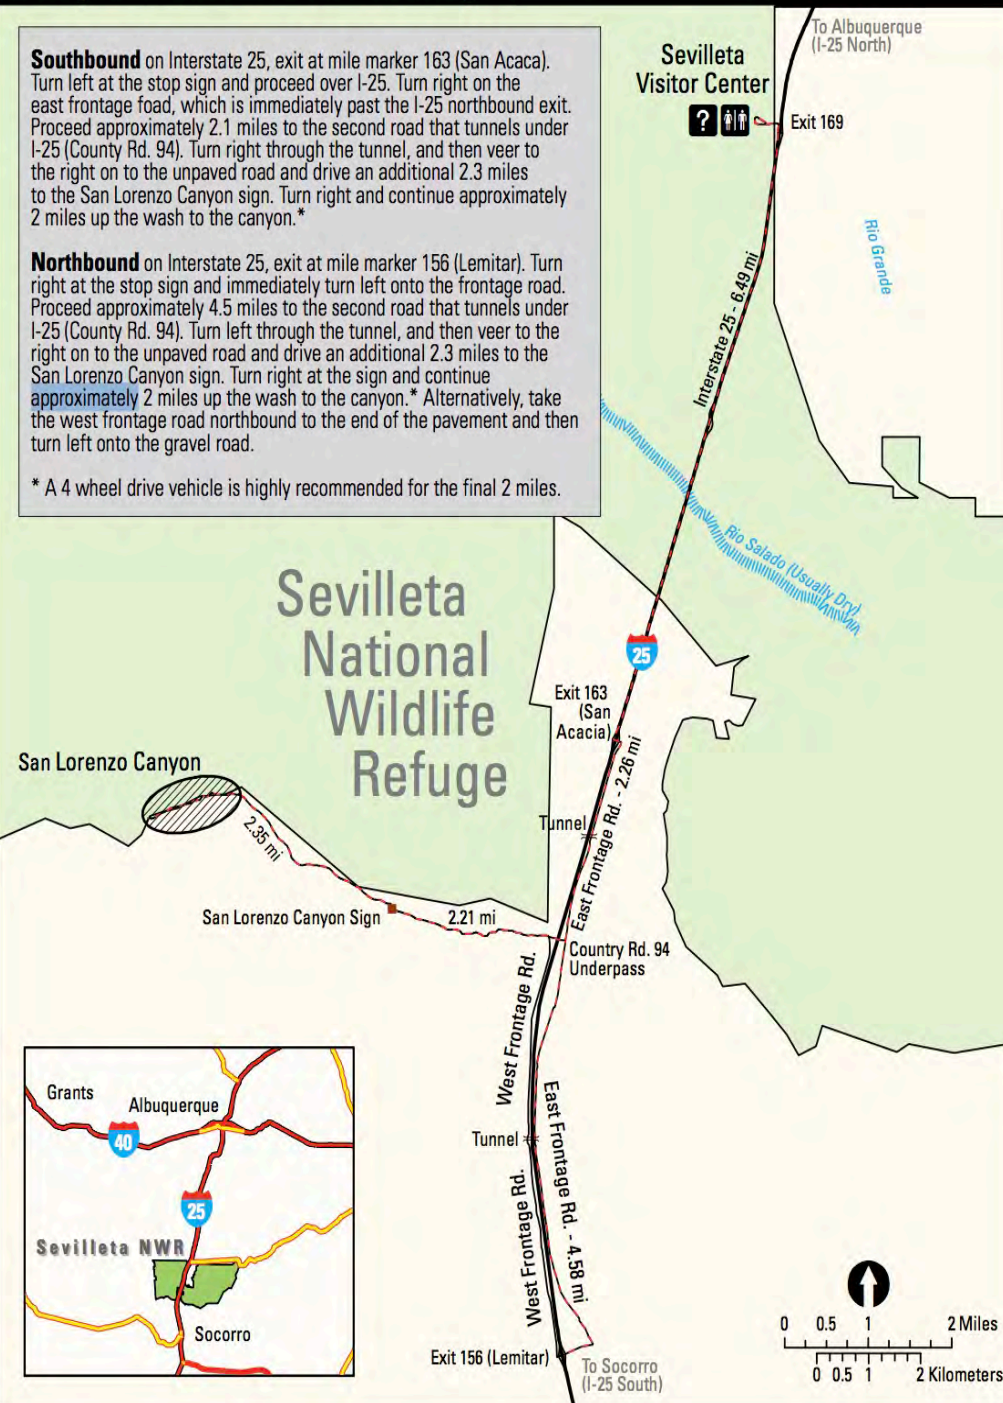 Southbound on Interstate 25, exit at mile marker 163 (San Acaca).
Turn left at the stop sign and proceed over I-25. Turn right on the
east frontage foad, which is immediately past the I-25 northbound exit.
Proceed approximately 2.1 miles to the second road that tunnels under
I-25 (County Rd. 94). Turn right through the tunnel, and then veer to
the right on to the unpaved road and drive an additional 2.3 miles
to the San Lorenzo Canyon sign. Turn right and continue approximately
2 miles up the wash to the canyon.*
Northbound on Interstate 25, exit at mile marker 156 (Lemitar). Turn
right at the stop sign and immediately turn left onto the frontage road.
Proceed approximately 4.5 miles to the second road that tunnels under
I-25 (County Rd. 94). Turn left through the tunnel, and then veer to the
right on to the unpaved road and drive an additional 2.3 miles to the
San Lorenzo Canyon sign. Turn right at the sign and continue
approximately 2 miles up the wash to the canyon.* Alternatively, take
the west frontage road northbound to the end of the pavement and then
turn left onto the gravel road.
* A 4 wheel drive vehicle is highly recommended for the final 2 miles.
To Albuquerque
(I-25 North)
Sevilleta
Visitor Center
?
Exit 169
Rio Grande
Interstate 25 - 6.49 mi
Rio Salado (Usually Dry)
Sevilleta
National
Wildlife
Refuge
25
Exit 163
(San
Acacia)
East Frontage Rd. - 2.26 mi
Tunnel
San Lorenzo Canyon
2.35 mi
San Lorenzo Canyon Sign
2.21 mi
Country Rd. 94
Underpass
West Frontage Rd.
East Frontage Rd. - 4.58 mi
Tunnel
West Frontage Rd.
Exit 156 (Lemitar)
To Socorro
(I-25 South)
Grants
Albuquerque
40
25
Sevilleta NWR
Socorro
0 0.5 1 2 Miles
0 0.5 1 2 Kilometers